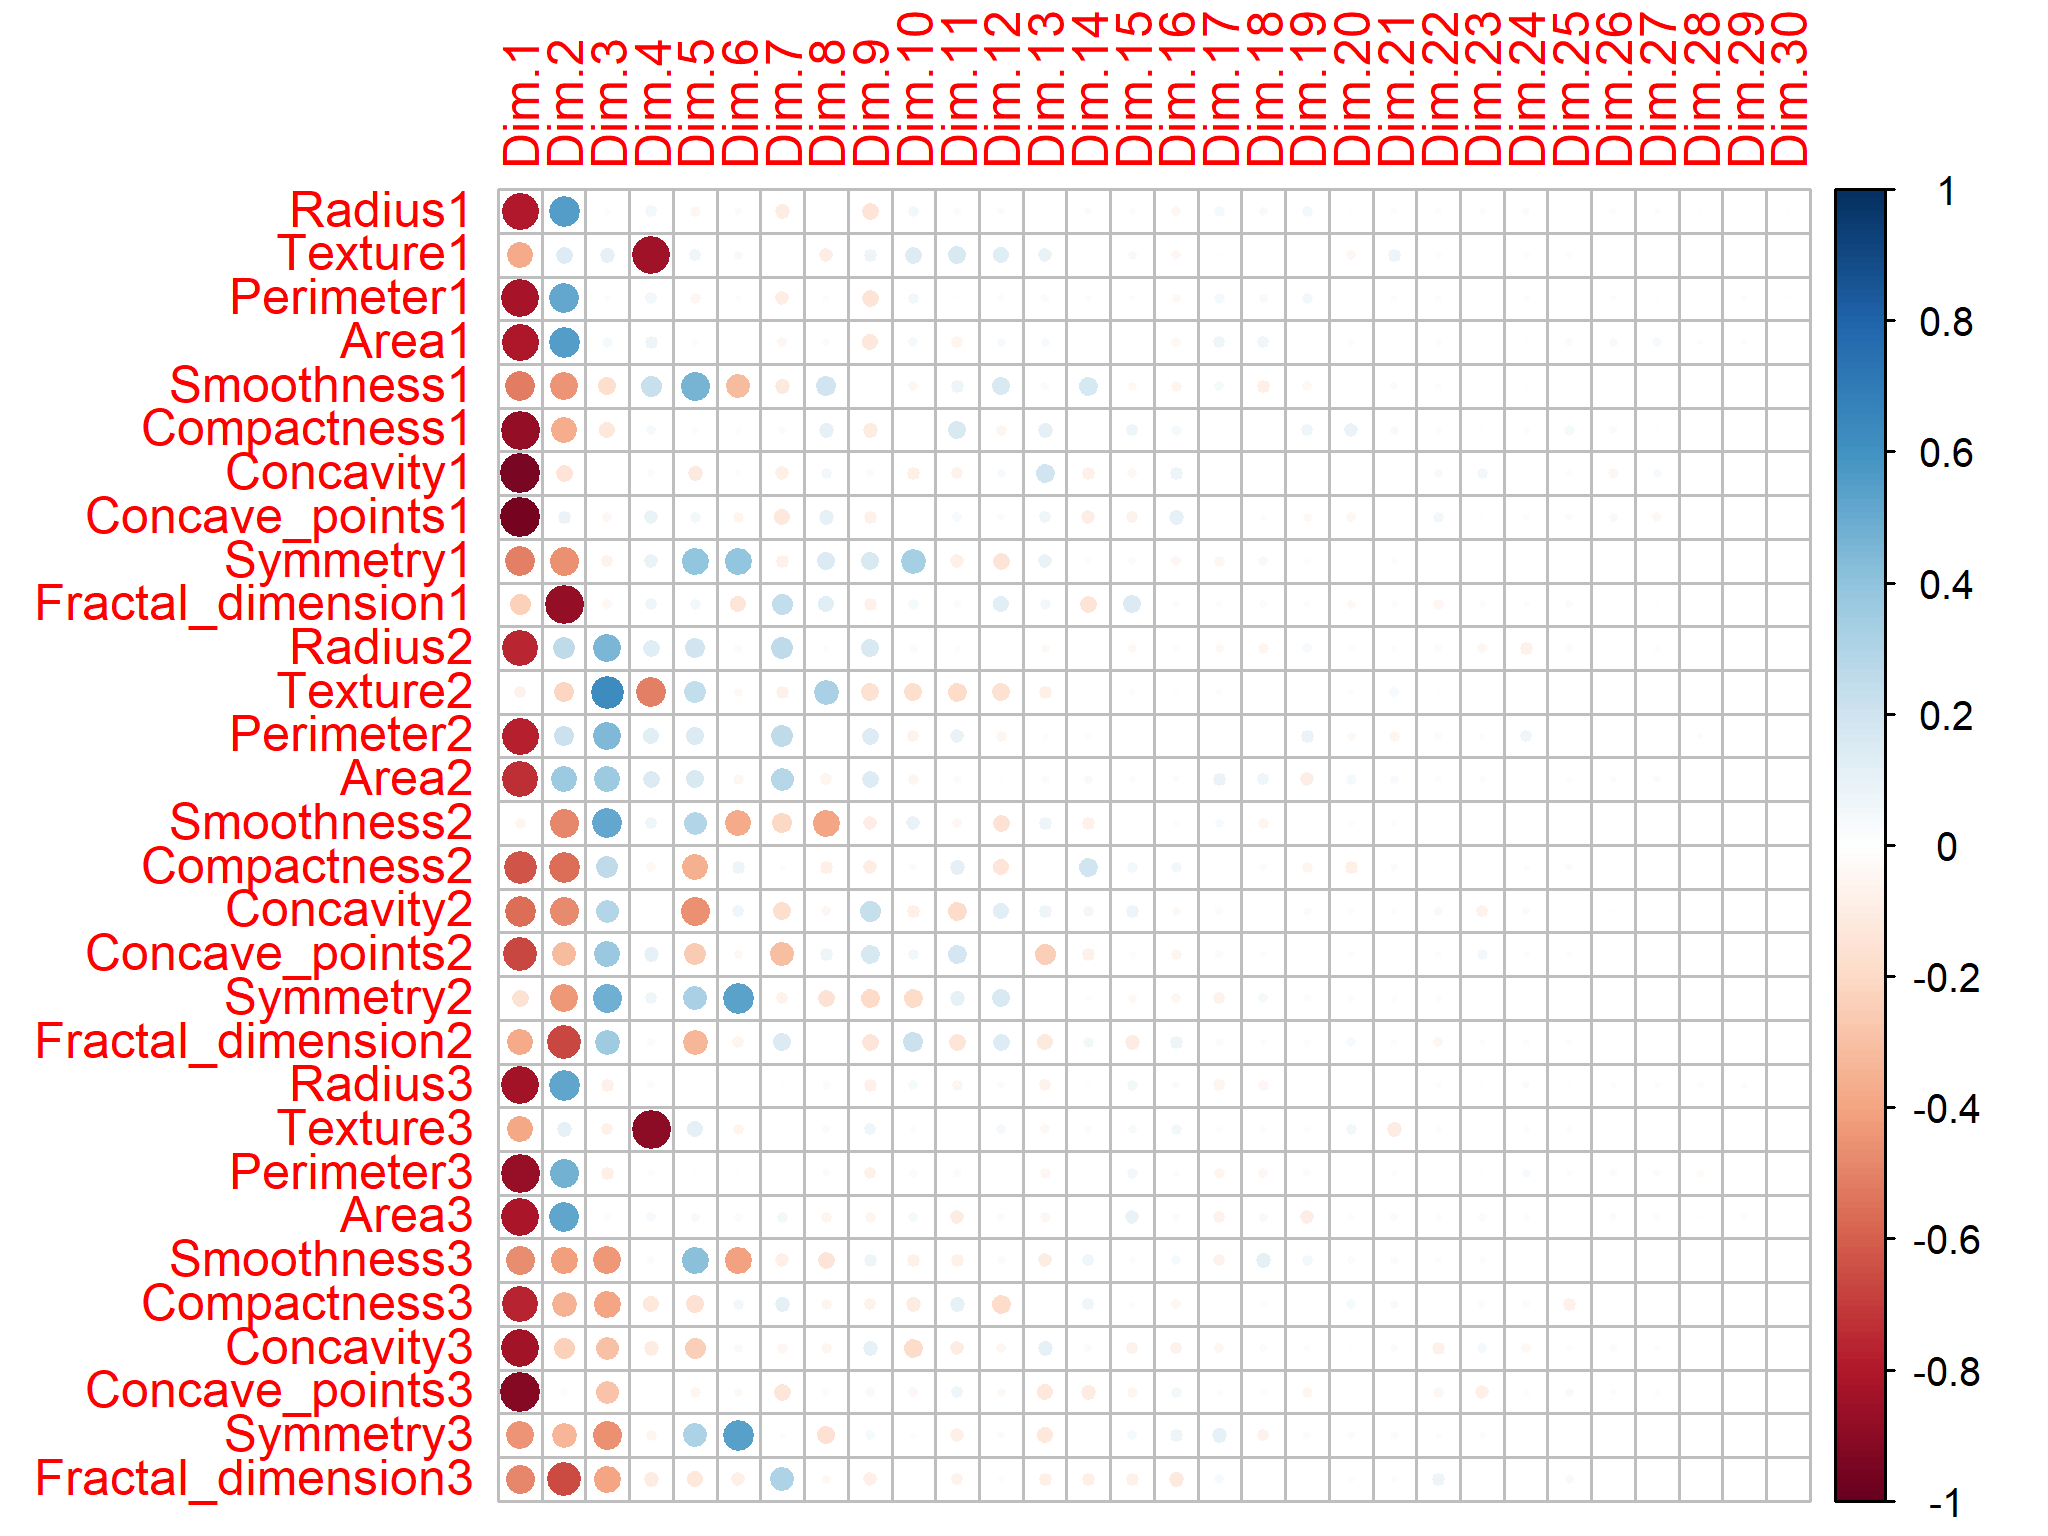 Dim.1 Dim.2 Dim.3 Dim.4 Dim.5 Dim.6 Dim.7 Dim.8 Dim.9 Dim.10 Dim.11 Dim.12 Dim.13 Dim.14 Dim.15 Dim.16 Dim.17 Dim.18 Dim.19 Dim.20 Dim.21 Dim.22 Dim.23 Dim.24 Dim.25 Dim.26 Dim.27 Dim.28 Dim.29 Dim.30
Radius1
Texture1
Perimeter1
Area1
Smoothness1
Compactness1
Concavity1
Concave_points1
Symmetry1
Fractal_dimension1
Radius2
Texture2
Perimeter2
Area2
Smoothness2
Compactness2
Concavity2
Concave_points2
Symmetry2
Fractal_dimension2
Radius3
Texture3
Perimeter3
Area3
Smoothness3
Compactness3
Concavity3
Concave_points3
Symmetry3
Fractal_dimension3
1
0.8
0.6
0.4
0.2
0
-0.2
-0.4
-0.6
-0.8
-1